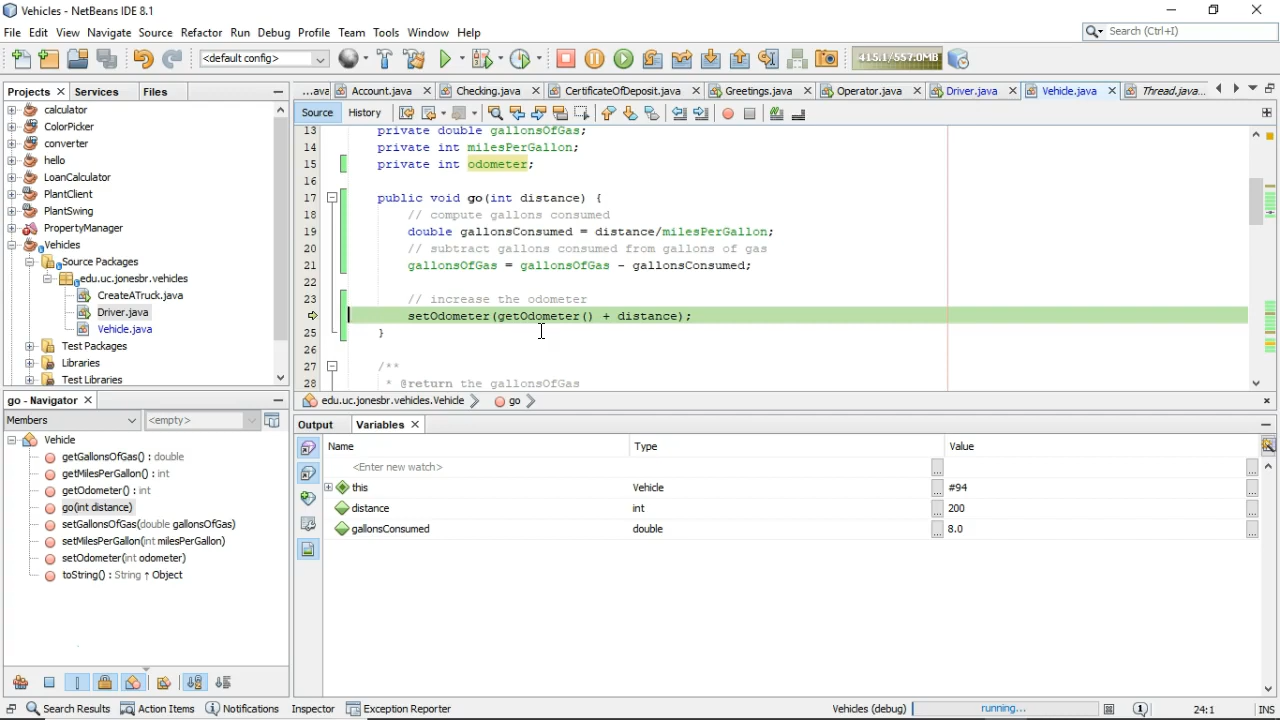 Vehicles - NetBeans IDE 8.1
File Edit View Navigate Source Refactor Run Debug Profile Team Tools Window Help
Search (Ctrl+I)
<default config>
415.1/557.0MB
Projects Services Files
...ava Account.java Checking.java CertificateOfDeposit.java Greetings.java Operator.java Driver.java Vehicle.java Thread.java...
Source History
calculator
ColorPicker
converter
hello
LoanCalculator
PlantClient
PlantSwing
PropertyManager
Vehicles
Source Packages
edu.uc.jonesbr.vehicles
CreateATruck.java
Driver.java
Vehicle.java
Test Packages
Libraries
Test Libraries
13 private double gallonsOfGas;
14 private int milesPerGallon;
15 private int odometer;
16
17 public void go(int distance) {
18 // compute gallons consumed
19 double gallonsConsumed = distance/milesPerGallon;
20 // subtract gallons consumed from gallons of gas
21 gallonsOfGas = gallonsOfGas - gallonsConsumed;
22
23 // increase the odometer
setOdometer(getOdometer() + distance);
25 }
26
27 /**
28 * @return the gallonsOfGas
edu.uc.jonesbr.vehicles.Vehicle go
go - Navigator
Members <empty>
Vehicle
getGallonsOfGas() : double
getMilesPerGallon() : int
getOdometer() : int
go(int distance)
setGallonsOfGas(double gallonsOfGas)
setMilesPerGallon(int milesPerGallon)
setOdometer(int odometer)
toString() : String ↑ Object
Output Variables
Name Type Value
<Enter new watch> ... ...
this Vehicle ... #94 ...
distance int ... 200 ...
gallonsConsumed double ... 8.0 ...
Search Results Action Items Notifications Inspector Exception Reporter Vehicles (debug) running... 24:1 INS